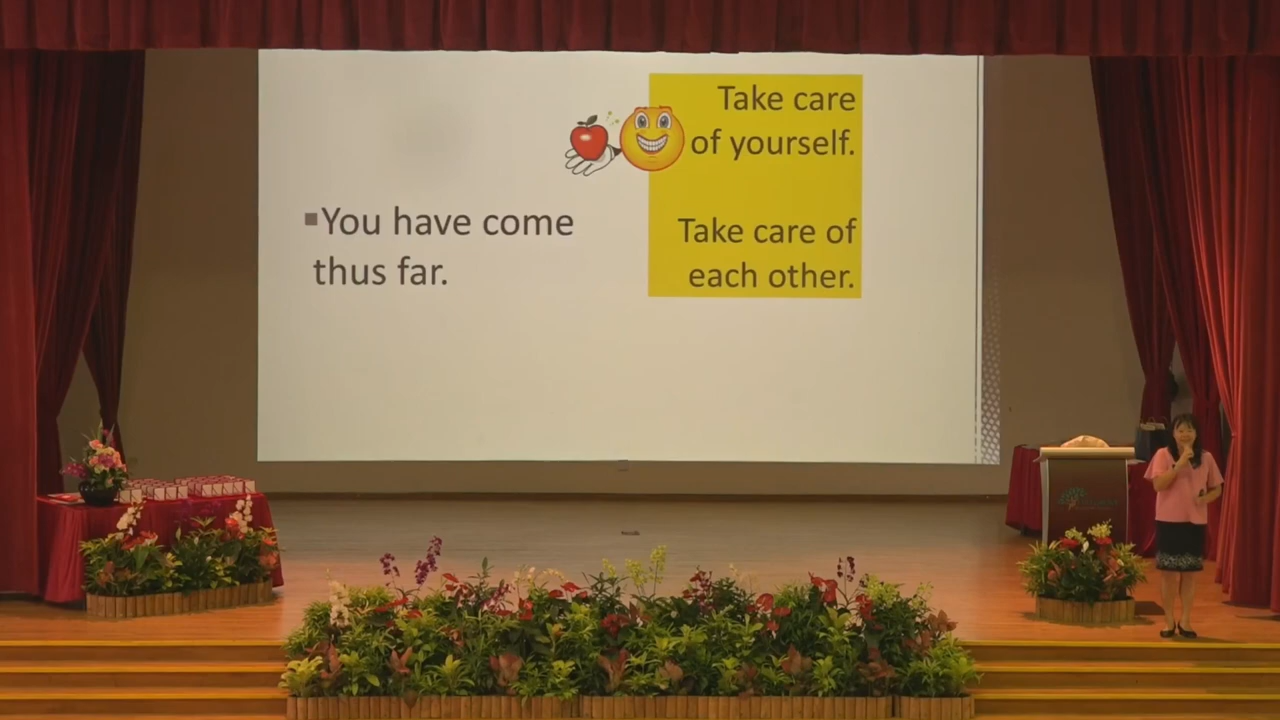 Take care
of yourself.
Take care of
each other.
▪You have come
thus far.